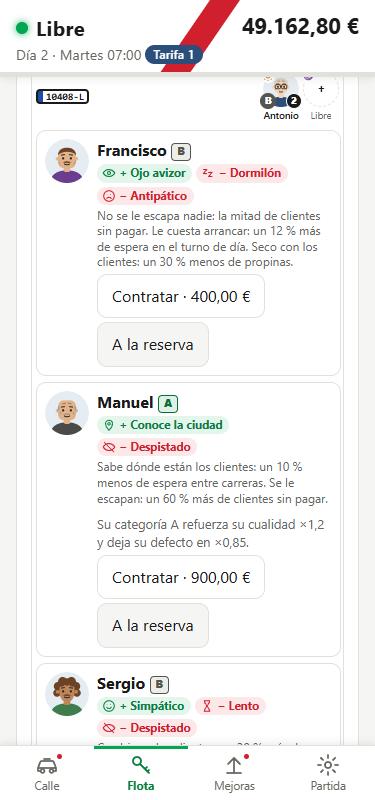 Libre
49.162,80 €
Día 2 · Martes 07:00 Tarifa 1
10408-L
B 2
+
Antonio
Libre
Francisco B
+ Ojo avizor
zz – Dormilón
– Antipático
No se le escapa nadie: la mitad de clientes
sin pagar. Le cuesta arrancar: un 12 % más
de espera en el turno de día. Seco con los
clientes: un 30 % menos de propinas.
Contratar · 400,00 €
A la reserva
Manuel A
+ Conoce la ciudad
– Despistado
Sabe dónde están los clientes: un 10 %
menos de espera entre carreras. Se le
escapan: un 60 % más de clientes sin pagar.
Su categoría A refuerza su cualidad ×1,2
y deja su defecto en ×0,85.
Contratar · 900,00 €
A la reserva
Sergio B
+ Simpático
– Lento
– Despistado
Calle
Flota
Mejoras
Partida